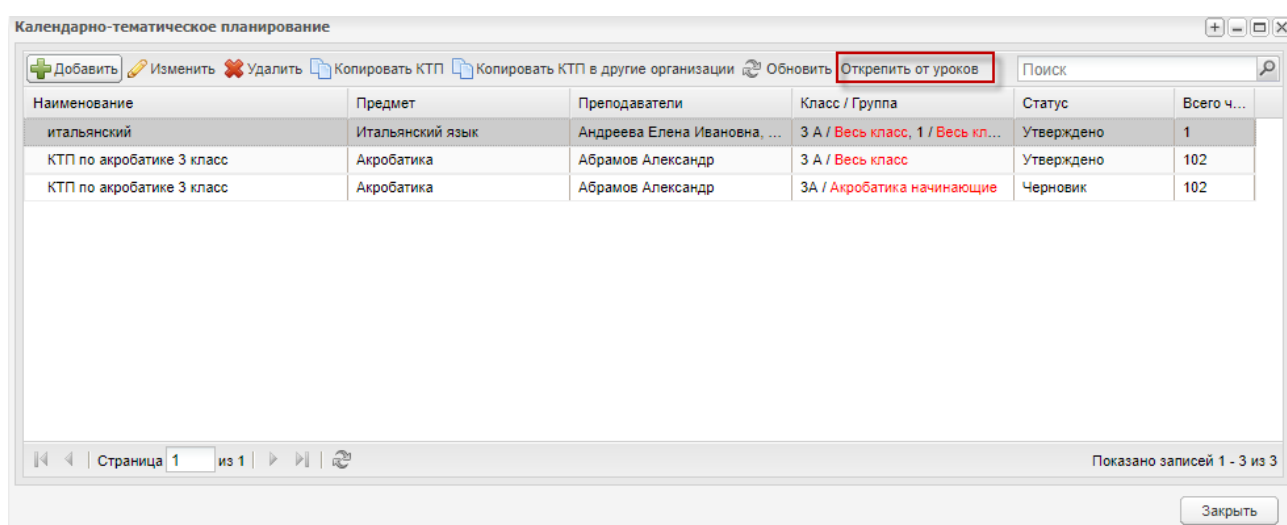 Календарно-тематическое планирование
Добавить Изменить Удалить Копировать КТП Копировать КТП в другие организации Обновить Открепить от уроков Поиск
Наименование Предмет Преподаватели Класс / Группа Статус Всего ч...
итальянский Итальянский язык Андреева Елена Ивановна, ... 3 А / Весь класс, 1 / Весь кл... Утверждено 1
КТП по акробатике 3 класс Акробатика Абрамов Александр 3 А / Весь класс Утверждено 102
КТП по акробатике 3 класс Акробатика Абрамов Александр 3А / Акробатика начинающие Черновик 102
Страница 1 из 1 Показано записей 1 - 3 из 3
Закрыть